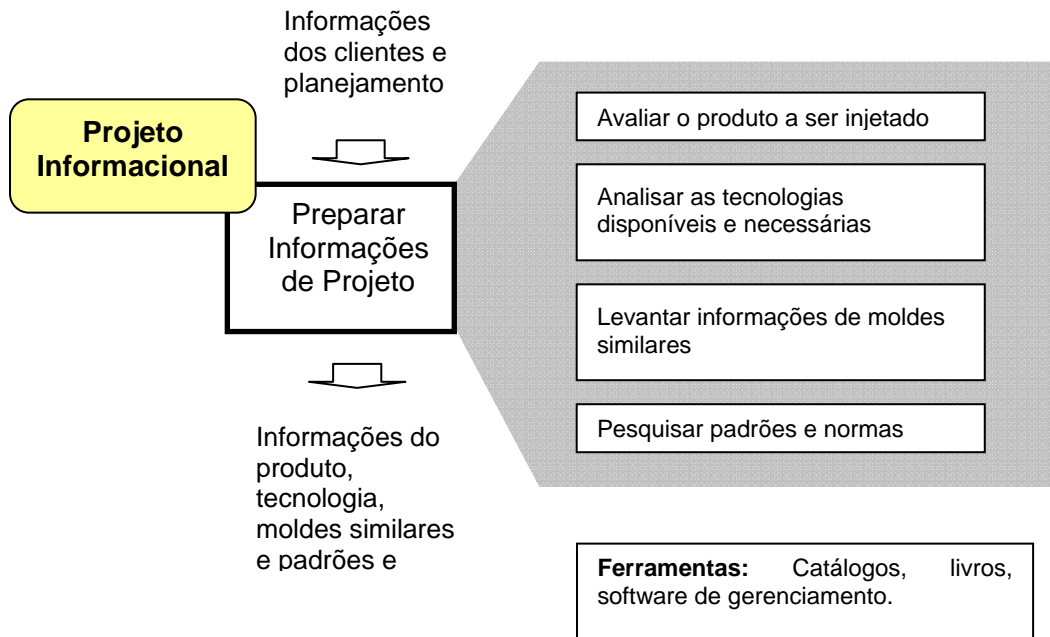 Informações
dos clientes e
planejamento
Projeto
Informacional
Preparar
Informações
de Projeto
Informações do
produto,
tecnologia,
moldes similares
e padrões e
Avaliar o produto a ser injetado
Analisar as tecnologias
disponíveis e necessárias
Levantar informações de moldes
similares
Pesquisar padrões e normas
Ferramentas: Catálogos, livros,
software de gerenciamento.